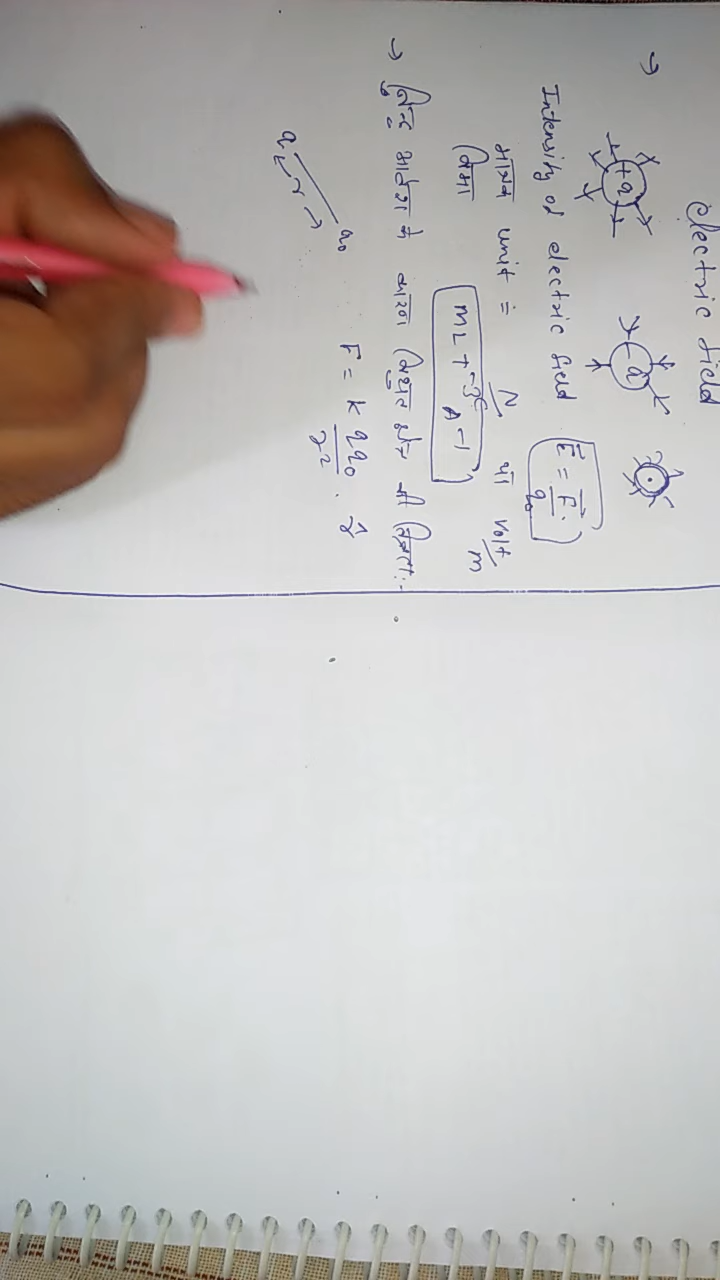 electric field
→ +q -q
Intensity of electric field E⃗ = F⃗/q₀
मात्रक unit = N/C या volt/m
विमा MLT⁻³A⁻¹
→ बिन्दु आवेश के कारण विद्युत क्षेत्र की तीव्रता:-
q r q₀ F = k qq₀/r² . r̂